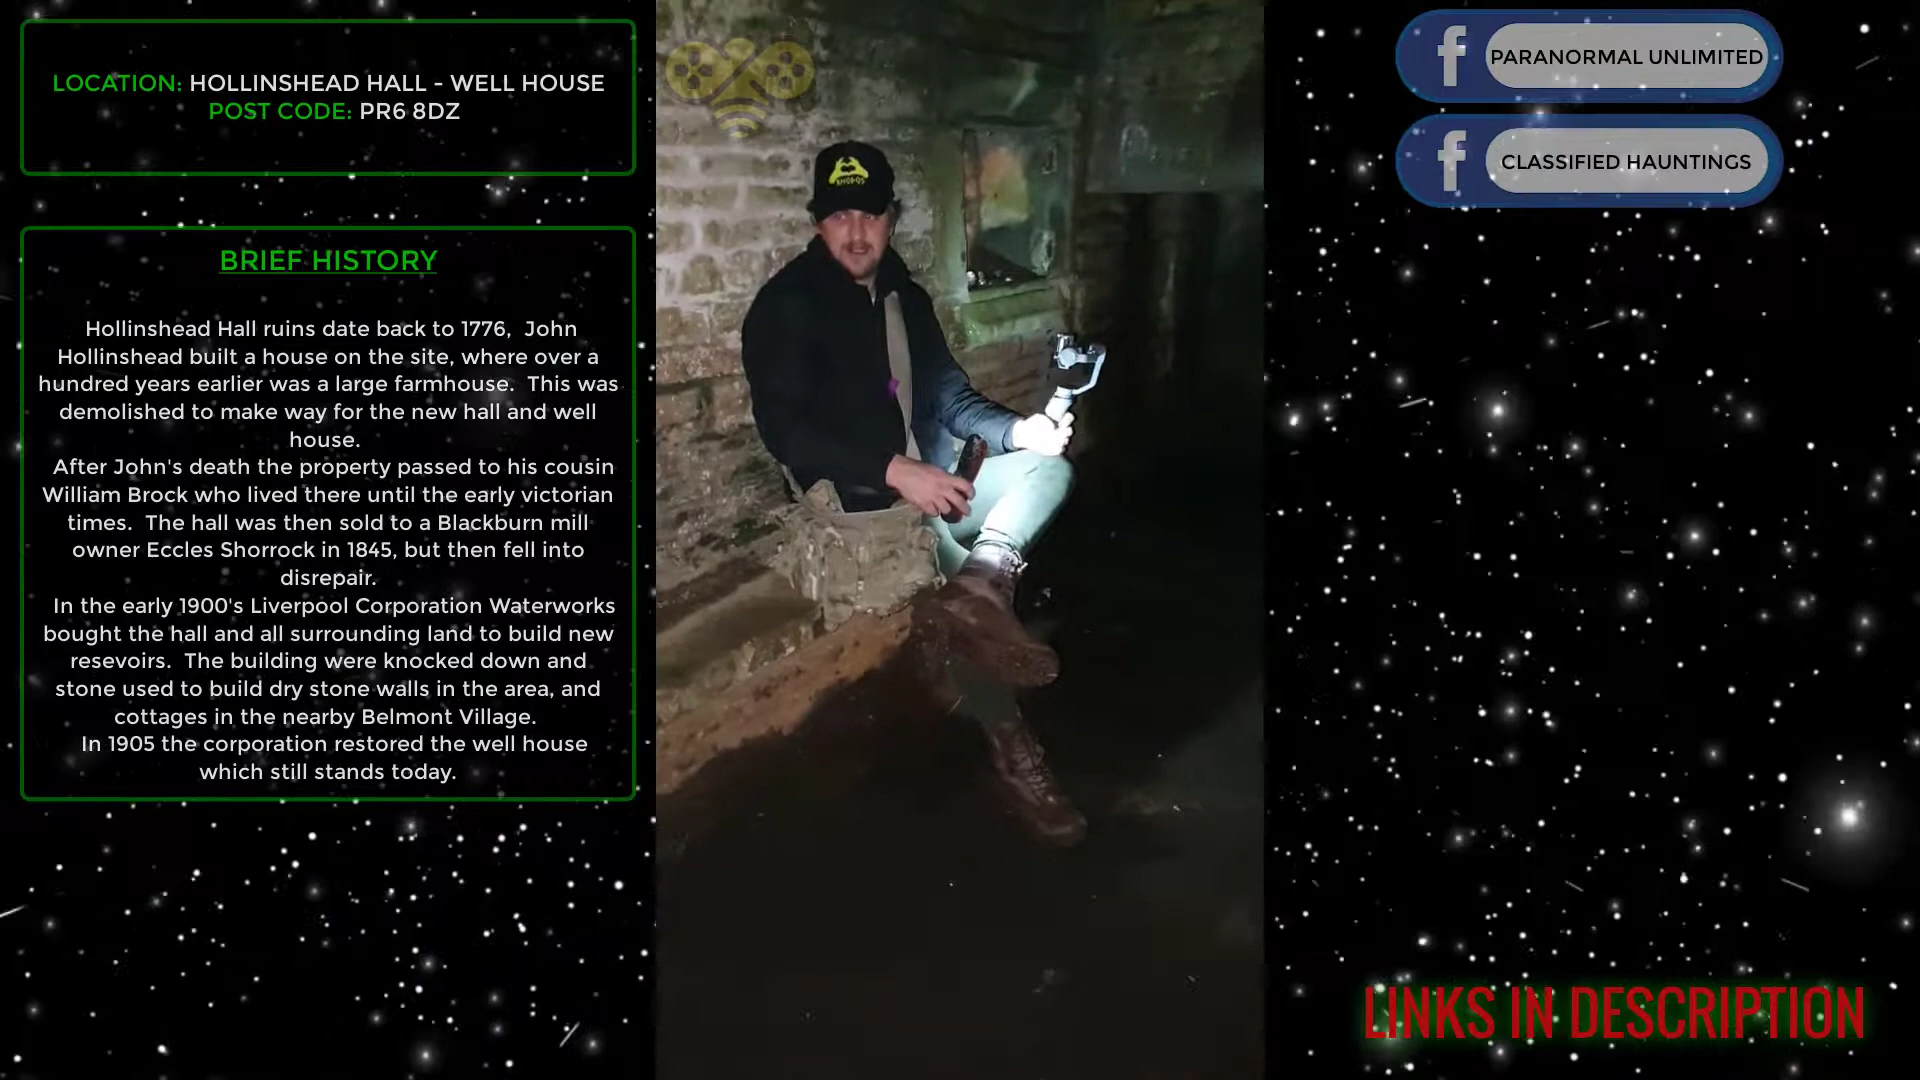 LOCATION: HOLLINSHEAD HALL - WELL HOUSE
POST CODE: PR6 8DZ
BRIEF HISTORY
Hollinshead Hall ruins date back to 1776, John
Hollinshead built a house on the site, where over a
hundred years earlier was a large farmhouse. This was
demolished to make way for the new hall and well
house.
After John's death the property passed to his cousin
William Brock who lived there until the early victorian
times. The hall was then sold to a Blackburn mill
owner Eccles Shorrock in 1845, but then fell into
disrepair.
In the early 1900's Liverpool Corporation Waterworks
bought the hall and all surrounding land to build new
resevoirs. The building were knocked down and
stone used to build dry stone walls in the area, and
cottages in the nearby Belmont Village.
In 1905 the corporation restored the well house
which still stands today.
PARANORMAL UNLIMITED
CLASSIFIED HAUNTINGS
LINKS IN DESCRIPTION